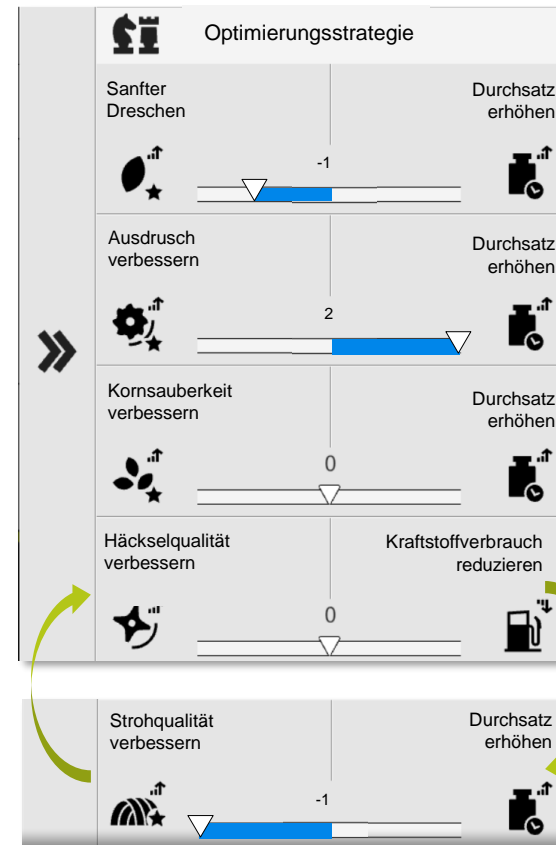 Optimierungsstrategie
Sanfter
Dreschen
Durchsatz
erhöhen
-1
Ausdrusch
verbessern
Durchsatz
erhöhen
2
Kornsauberkeit
verbessern
Durchsatz
erhöhen
0
Häckselqualität
verbessern
Kraftstoffverbrauch
reduzieren
0
Strohqualität
verbessern
Durchsatz
erhöhen
-1